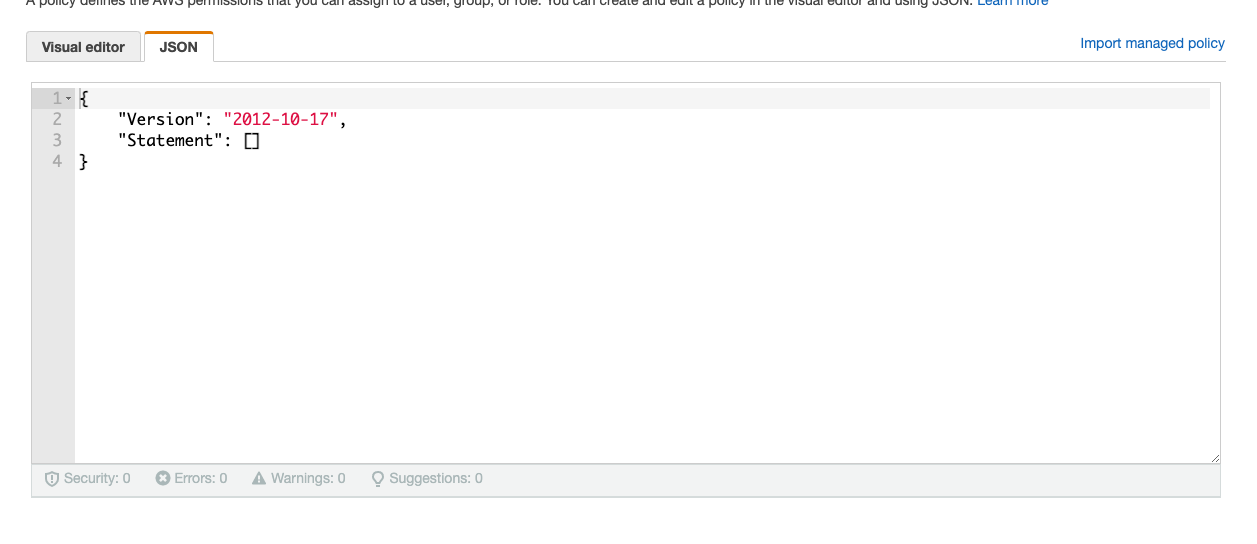 A policy defines the AWS permissions that you can assign to a user, group, or role. You can create and edit a policy in the visual editor and using JSON. Learn more
Visual editor
JSON
Import managed policy
1 {
2 "Version": "2012-10-17",
3 "Statement": []
4 }
Security: 0 Errors: 0 Warnings: 0 Suggestions: 0